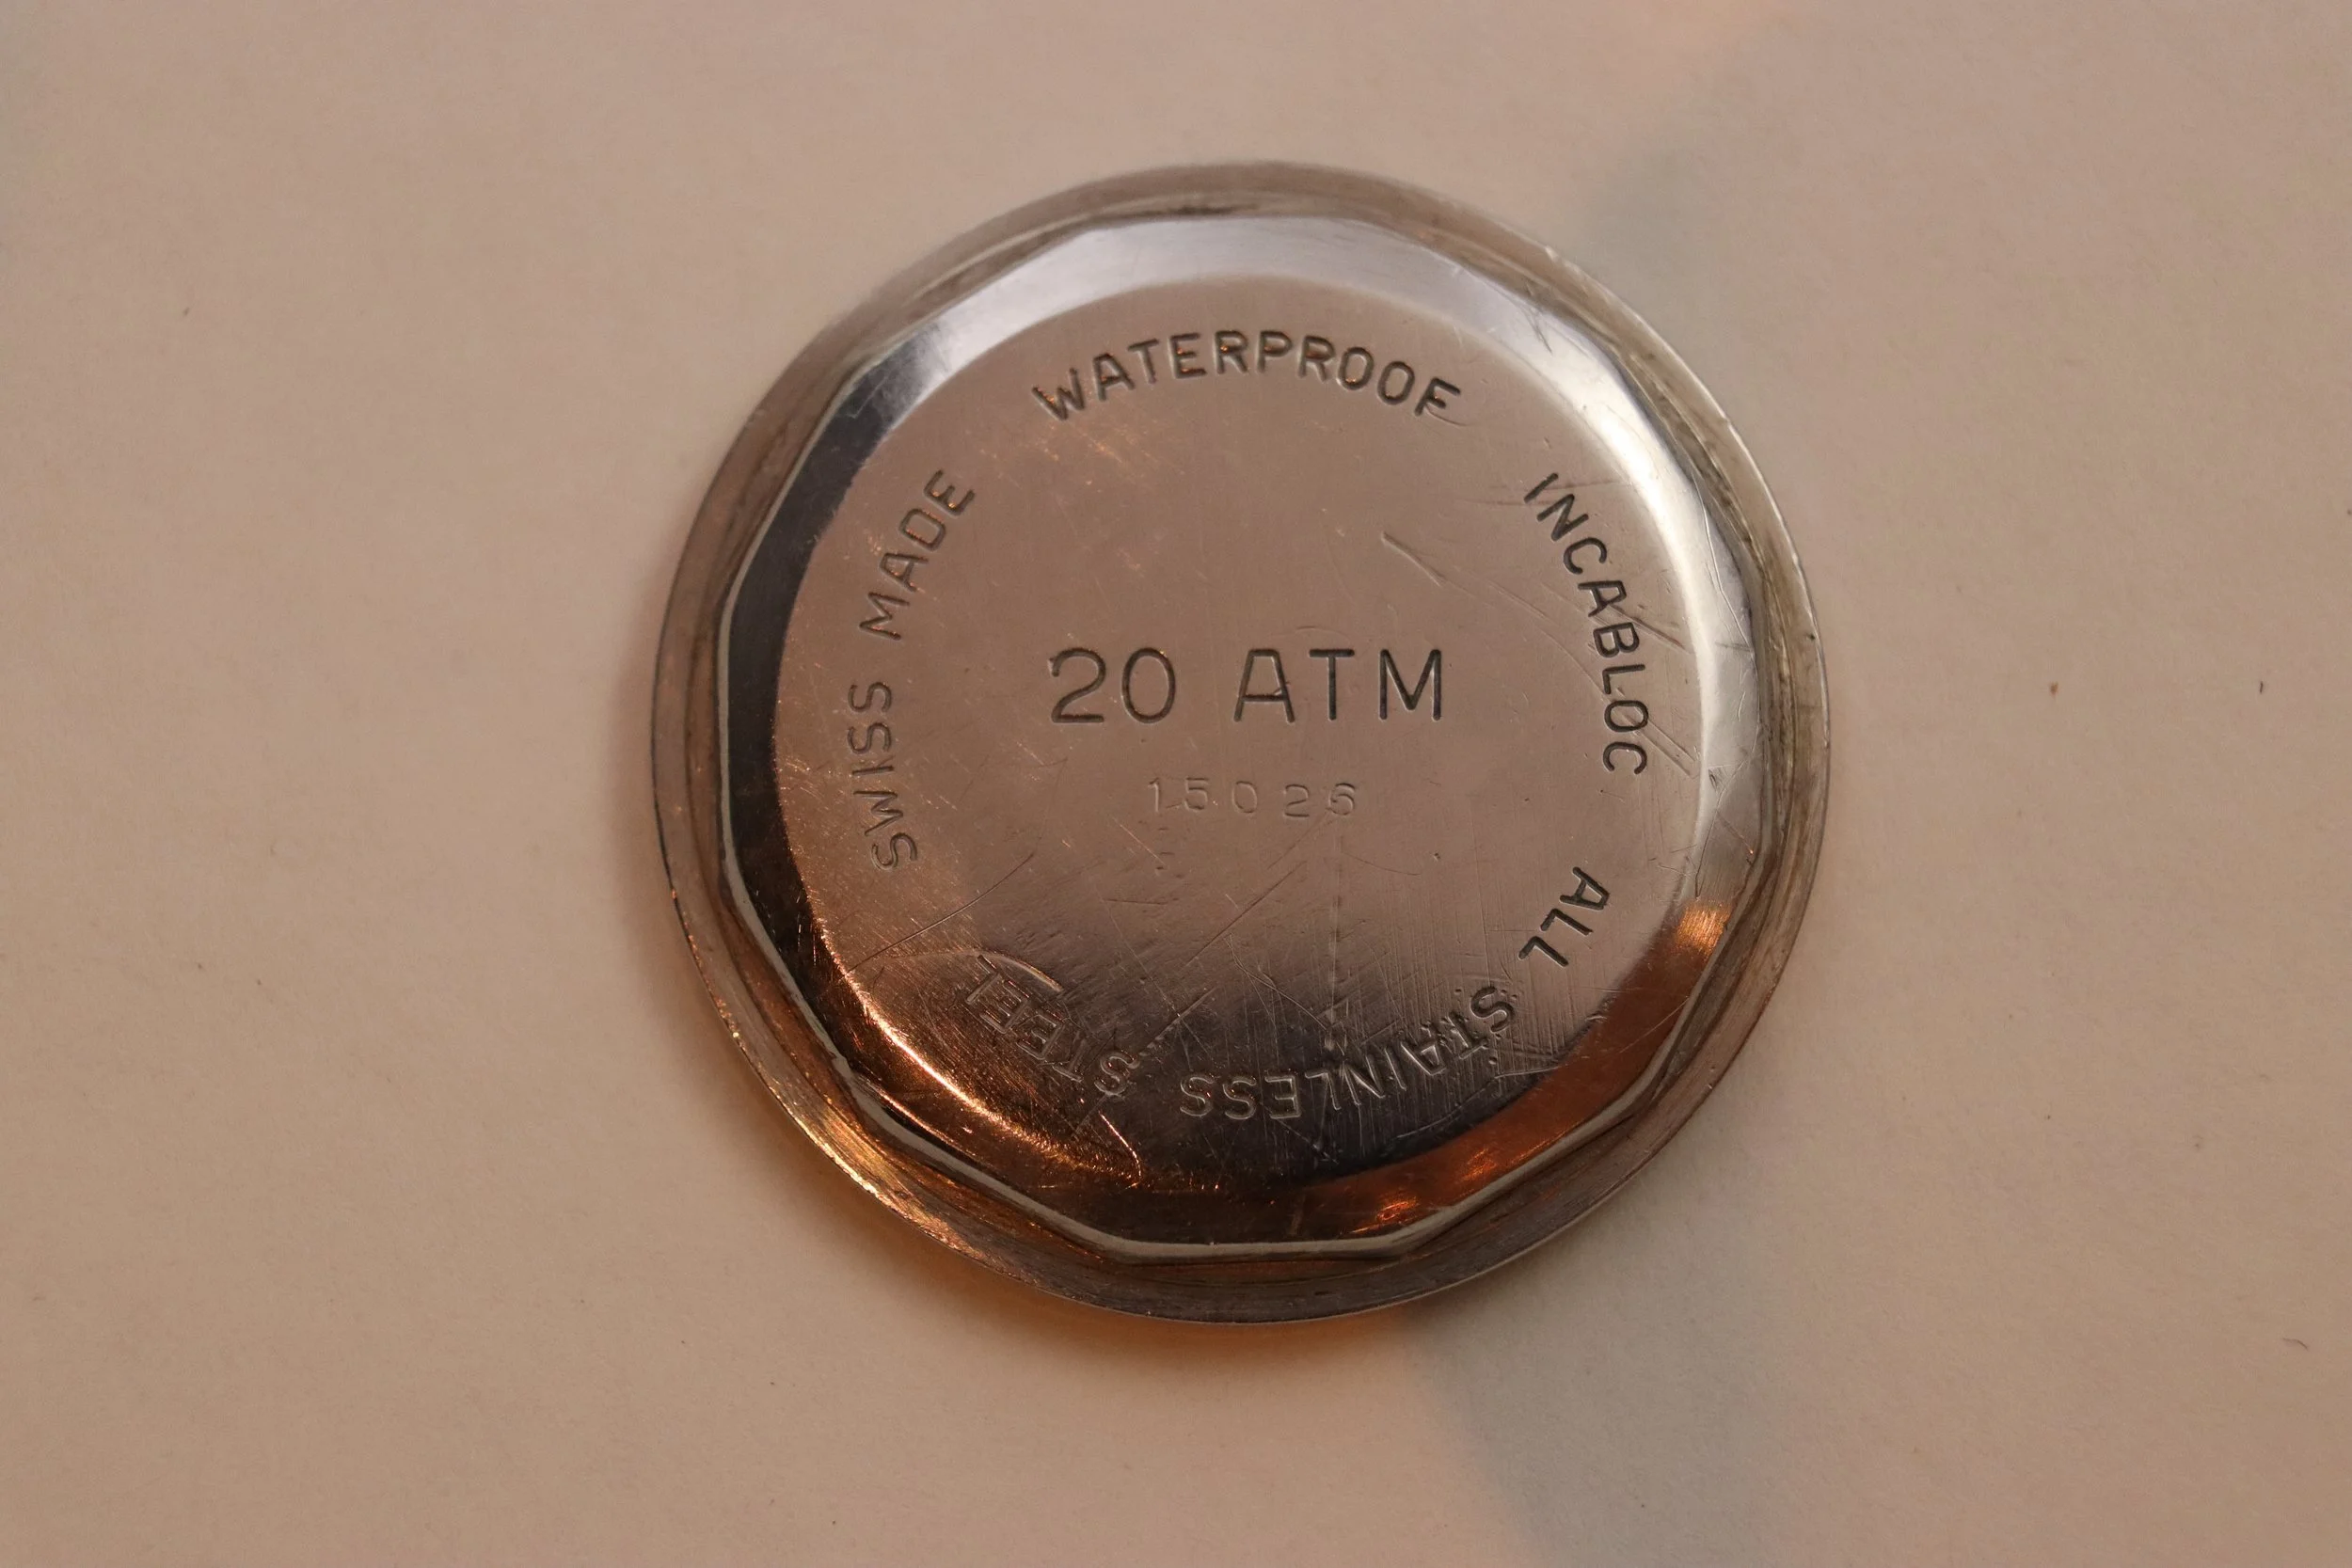 WATERPROOF
INCABLOC
ALL STAINLESS STEEL
SWISS MADE
20 ATM
15026